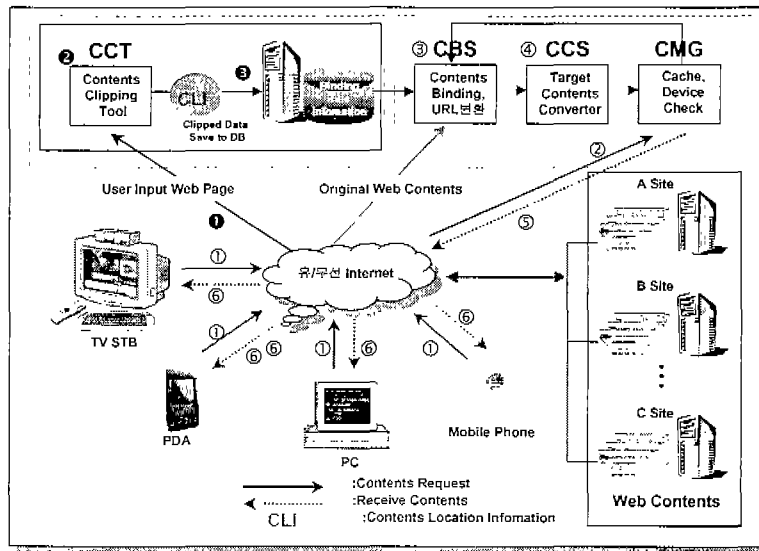 ❷ CCT
Contents
Clipping
Tool
CLI
Clipped Data
Save to DB
❸
③ CBS
Contents
Binding,
URL변환
④ CCS
Target
Contents
Converter
CMG
Cache,
Device
Check
User Input Web Page
❶
Original Web Contents
②
⑤
유/무선 Internet
TV STB
①
⑥
PDA
①
⑥
⑥
PC
①
⑥
Mobile Phone
①
⑥
A Site
B Site
C Site
Web Contents
:Contents Request
:Receive Contents
CLI :Contents Location Infomation